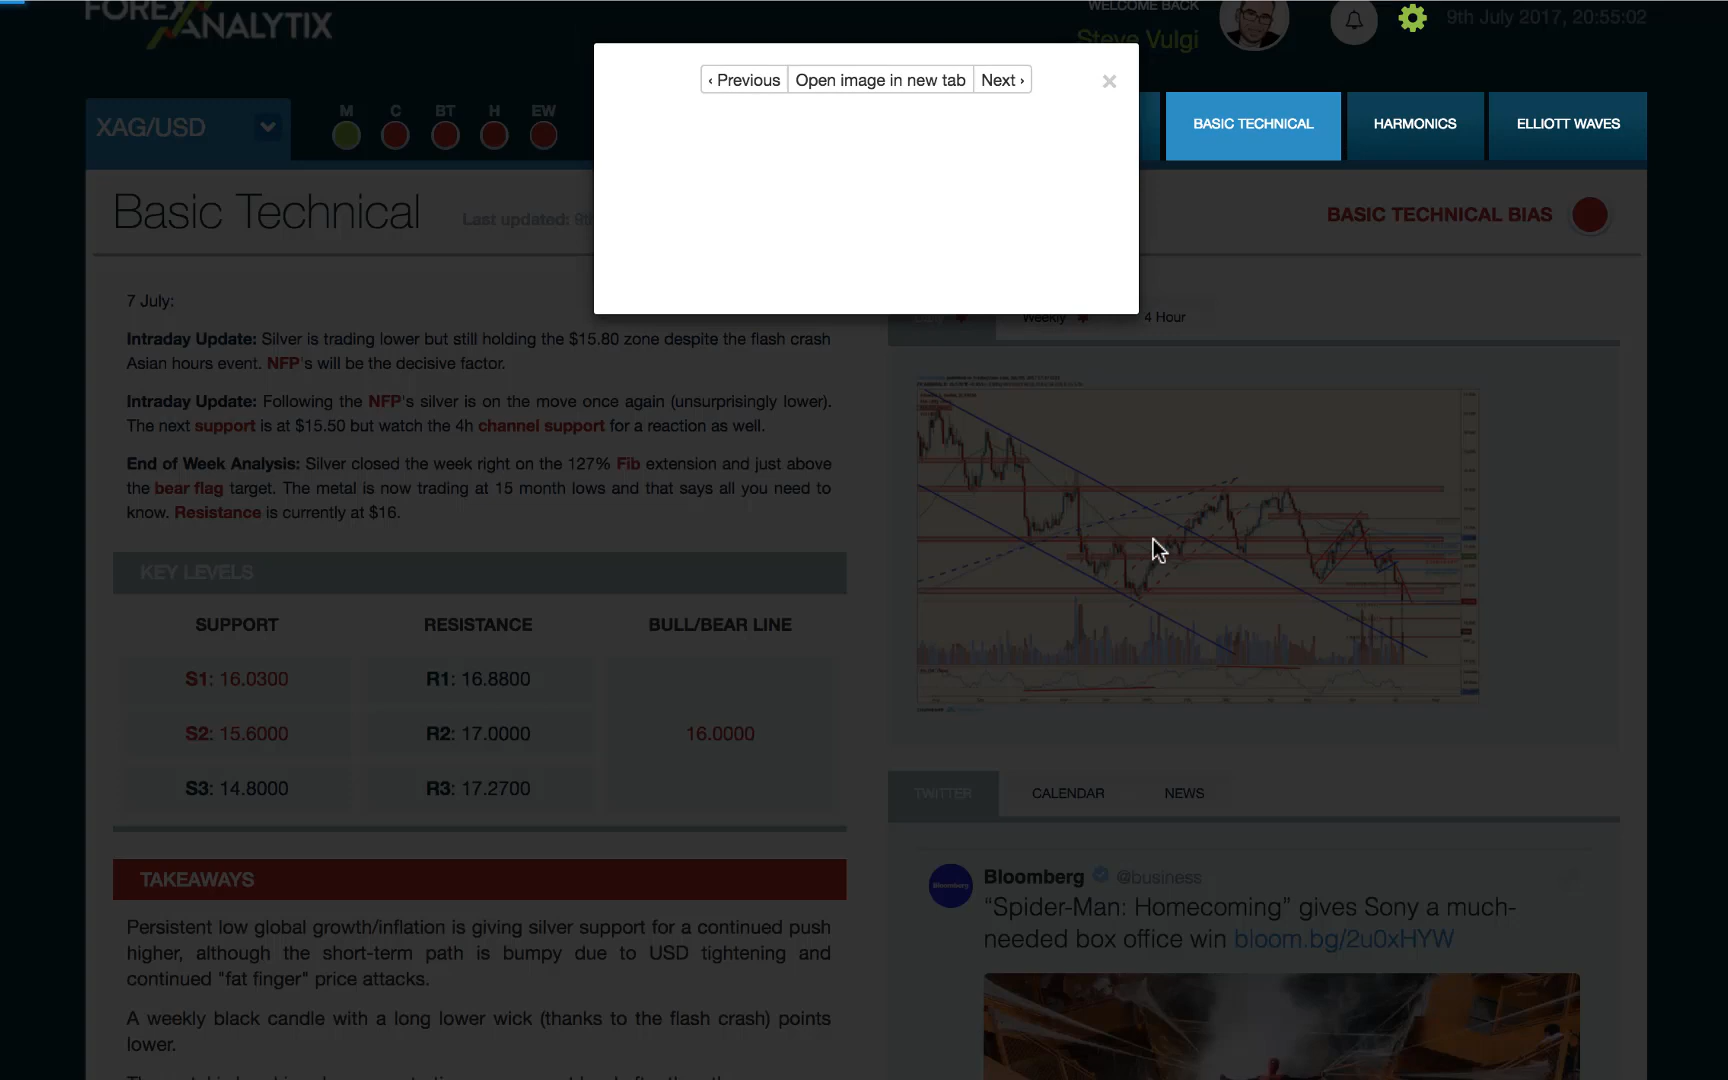 FOREX
ANALYTIX
WELCOME BACK
Steve Vulgi
9th July 2017, 20:55:02
‹ Previous
Open image in new tab
Next ›
×
XAG/USD
M C BT H EW
BASIC TECHNICAL
HARMONICS
ELLIOTT WAVES
Basic Technical
Last updated:
BASIC TECHNICAL BIAS
7 July:
Intraday Update: Silver is trading lower but still holding the $15.80 zone despite the flash crash
Asian hours event. NFP's will be the decisive factor.
Intraday Update: Following the NFP's silver is on the move once again (unsurprisingly lower).
The next support is at $15.50 but watch the 4h channel support for a reaction as well.
End of Week Analysis: Silver closed the week right on the 127% Fib extension and just above
the bear flag target. The metal is now trading at 15 month lows and that says all you need to
know. Resistance is currently at $16.
KEY LEVELS
SUPPORT RESISTANCE BULL/BEAR LINE
S1: 16.0300 R1: 16.8800
S2: 15.6000 R2: 17.0000 16.0000
S3: 14.8000 R3: 17.2700
TAKEAWAYS
Persistent low global growth/inflation is giving silver support for a continued push
higher, although the short-term path is bumpy due to USD tightening and
continued "fat finger" price attacks.
A weekly black candle with a long lower wick (thanks to the flash crash) points
lower.
Weekly
4 Hour
TWITTER
CALENDAR
NEWS
Bloomberg
Bloomberg @business
“Spider-Man: Homecoming” gives Sony a much-
needed box office win bloom.bg/2u0xHYW